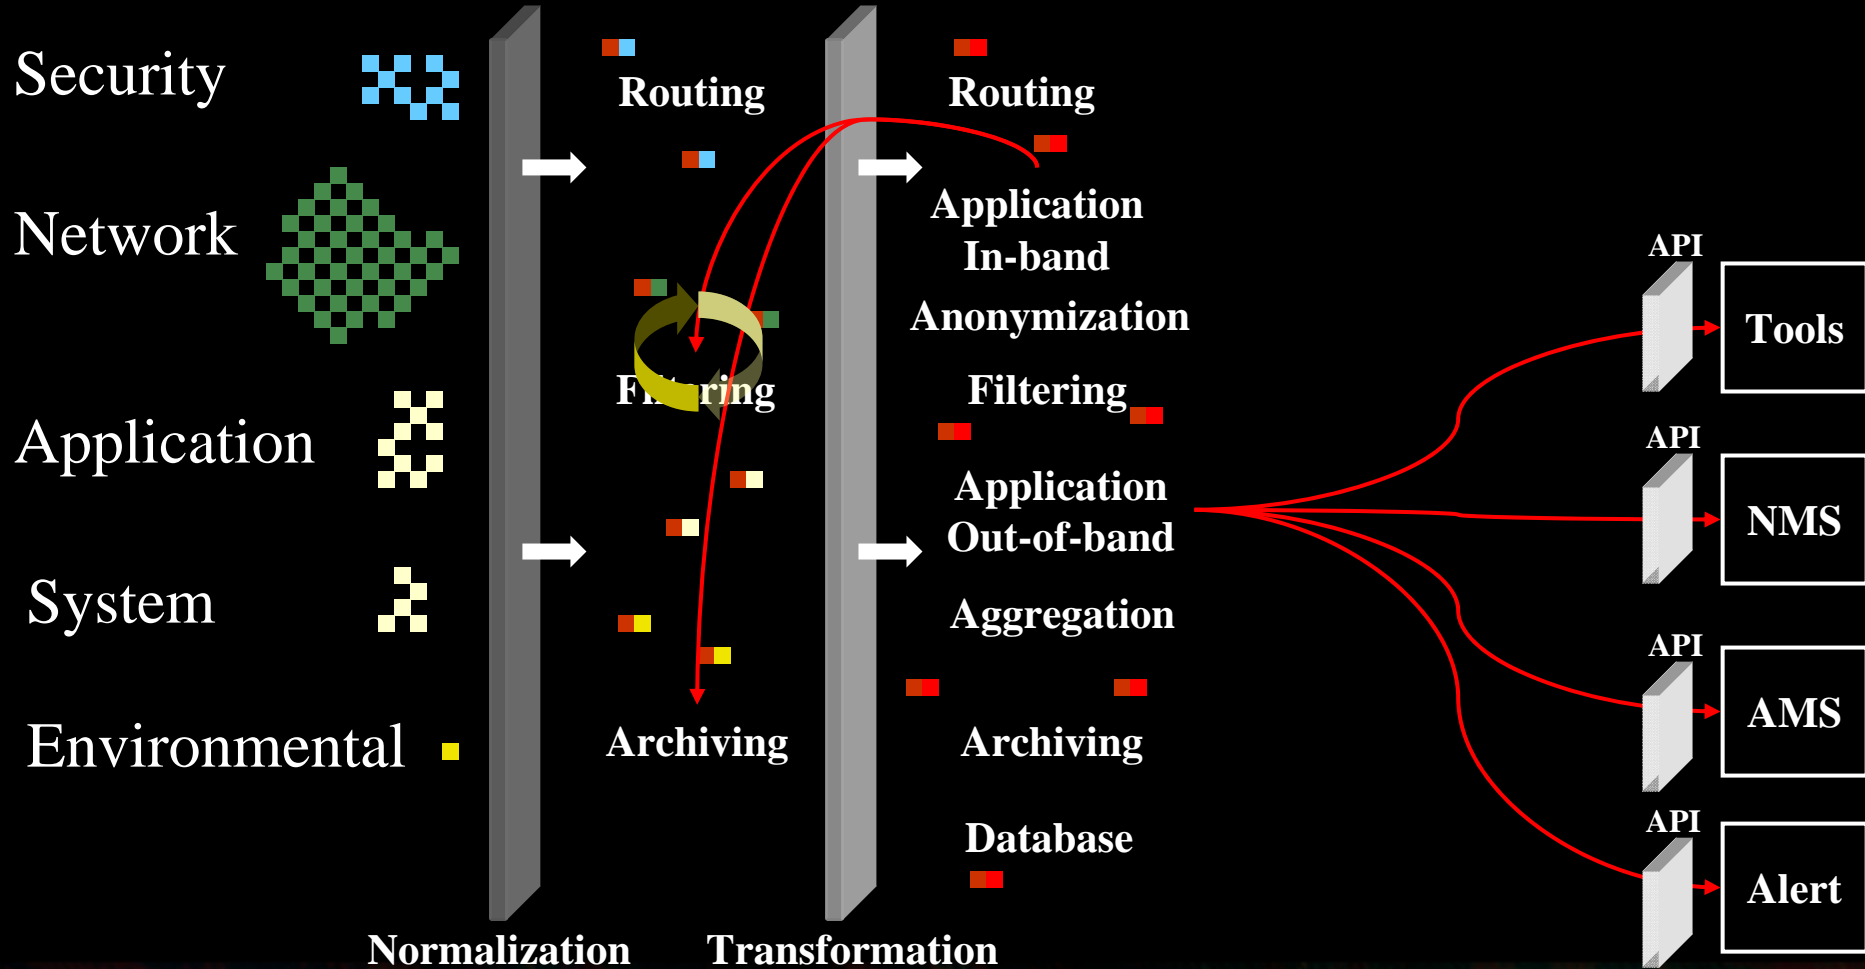 Security
Network
Application
System
Environmental
Normalization
Routing
Filtering
Archiving
Transformation
Routing
Application
In-band
Anonymization
Filtering
Application
Out-of-band
Aggregation
Archiving
Database
API
Tools
API
NMS
API
AMS
API
Alert